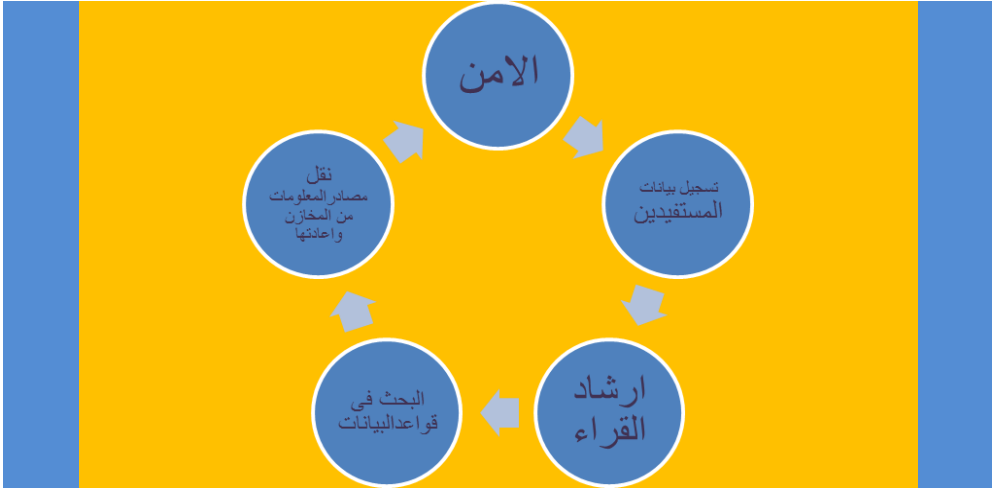 الامن
تسجيل بيانات
المستفيدين
ارشاد
القراء
البحث فى
قواعدالبيانات
نقل
مصادرالمعلومات
من المخازن
واعادتها